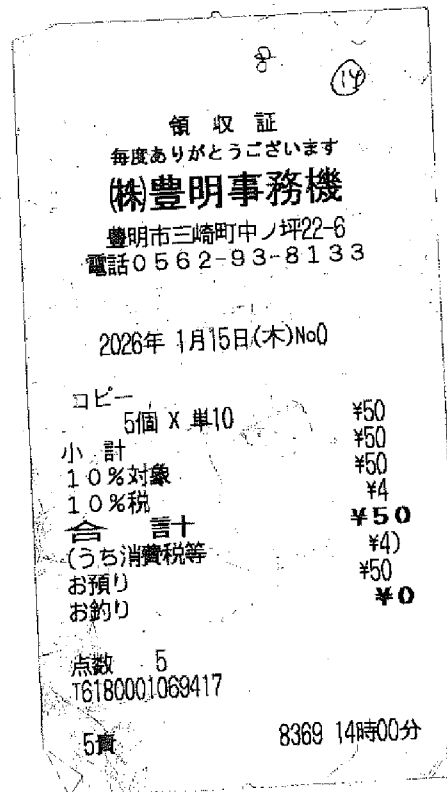 8
14
領収証
毎度ありがとうございます
㈱豊明事務機
豊明市三崎町中ノ坪22-6
電話0562-93-8133
2026年 1月15日(木)No0
コピー
5個 X 単10 ¥50
小 計 ¥50
10%対象 ¥50
10%税 ¥4
合 計 ¥50
(うち消費税等 ¥4)
お預り ¥50
お釣り ¥0
点数 5
T6180001069417
5責 8369 14時00分